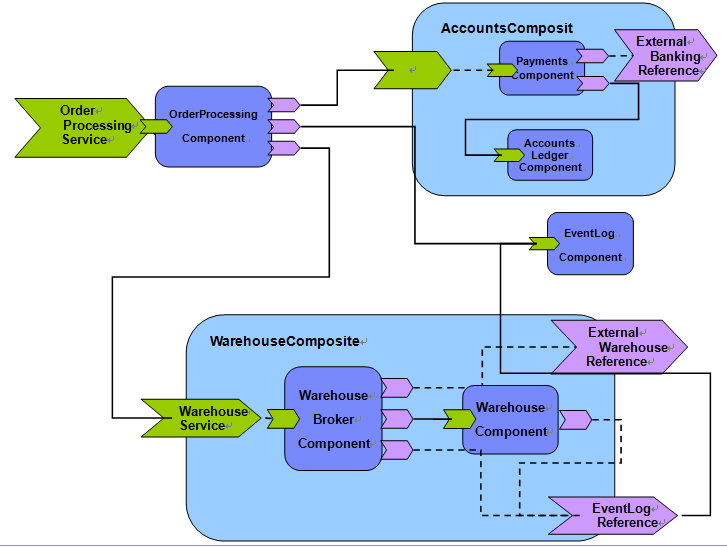 AccountsComposit
External
Banking
Reference
Payments
Component
Order
Processing
Service
OrderProcessing
Component
Accounts
Ledger
Component
EventLog
Component
WarehouseComposite
External
Warehouse
Reference
Warehouse
Service
Warehouse
Broker
Component
Warehouse
Component
EventLog
Reference